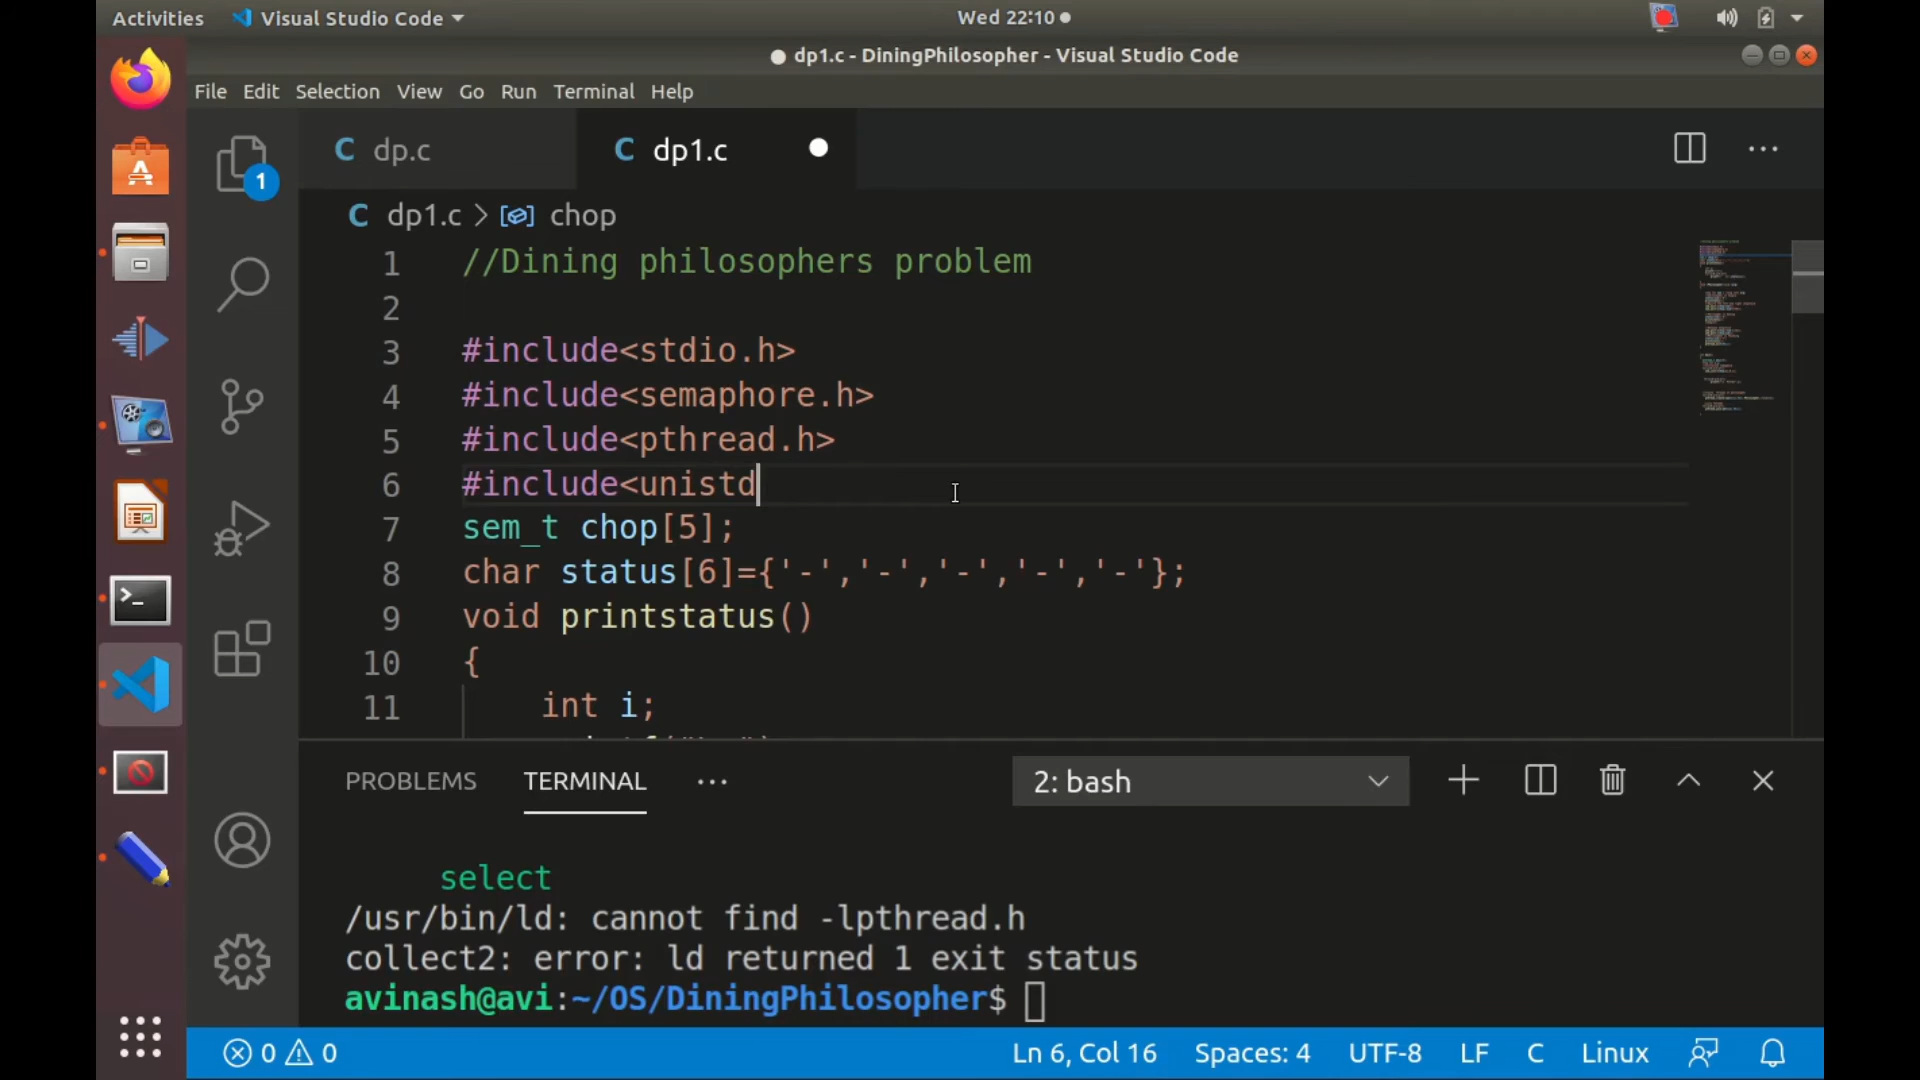 Activities Visual Studio Code Wed 22:10
dp1.c - DiningPhilosopher - Visual Studio Code
File Edit Selection View Go Run Terminal Help
C dp.c C dp1.c
1
C dp1.c > chop
1 //Dining philosophers problem
2
3 #include<stdio.h>
4 #include<semaphore.h>
5 #include<pthread.h>
6 #include<unistd
7 sem_t chop[5];
8 char status[6]={'-','-','-','-','-'};
9 void printstatus()
10 {
11 int i;
PROBLEMS TERMINAL ··· 2: bash
select
/usr/bin/ld: cannot find -lpthread.h
collect2: error: ld returned 1 exit status
avinash@avi:~/OS/DiningPhilosopher$
0 0 Ln 6, Col 16 Spaces: 4 UTF-8 LF C Linux